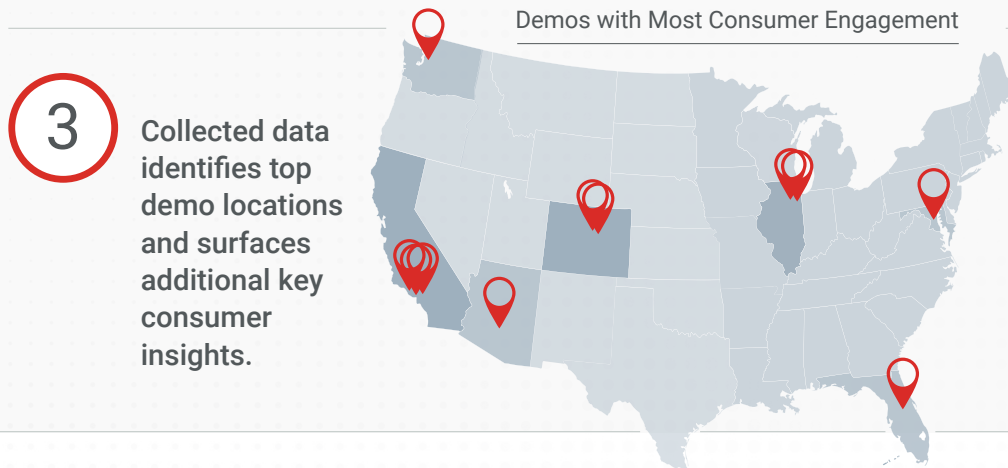 Demos with Most Consumer Engagement
3
Collected data
identifies top
demo locations
and surfaces
additional key
consumer
insights.